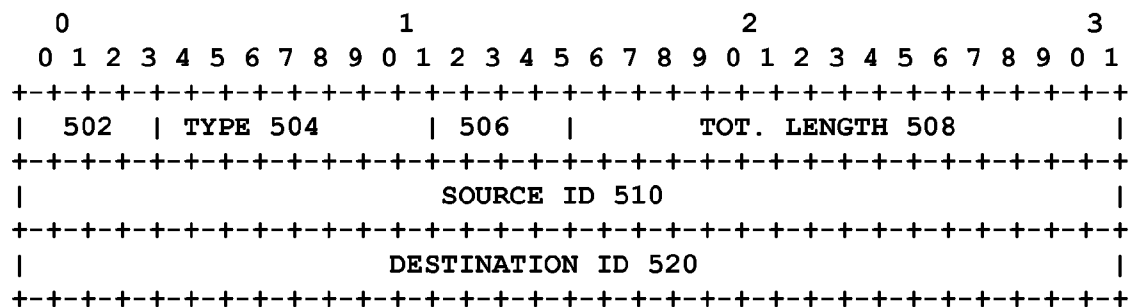 0                   1                   2                   3
 0 1 2 3 4 5 6 7 8 9 0 1 2 3 4 5 6 7 8 9 0 1 2 3 4 5 6 7 8 9 0 1
+-+-+-+-+-+-+-+-+-+-+-+-+-+-+-+-+-+-+-+-+-+-+-+-+-+-+-+-+-+-+-+-+
| 502 | TYPE 504 | 506 | TOT. LENGTH 508 |
+-+-+-+-+-+-+-+-+-+-+-+-+-+-+-+-+-+-+-+-+-+-+-+-+-+-+-+-+-+-+-+-+
| SOURCE ID 510 |
+-+-+-+-+-+-+-+-+-+-+-+-+-+-+-+-+-+-+-+-+-+-+-+-+-+-+-+-+-+-+-+-+
| DESTINATION ID 520 |
+-+-+-+-+-+-+-+-+-+-+-+-+-+-+-+-+-+-+-+-+-+-+-+-+-+-+-+-+-+-+-+-+